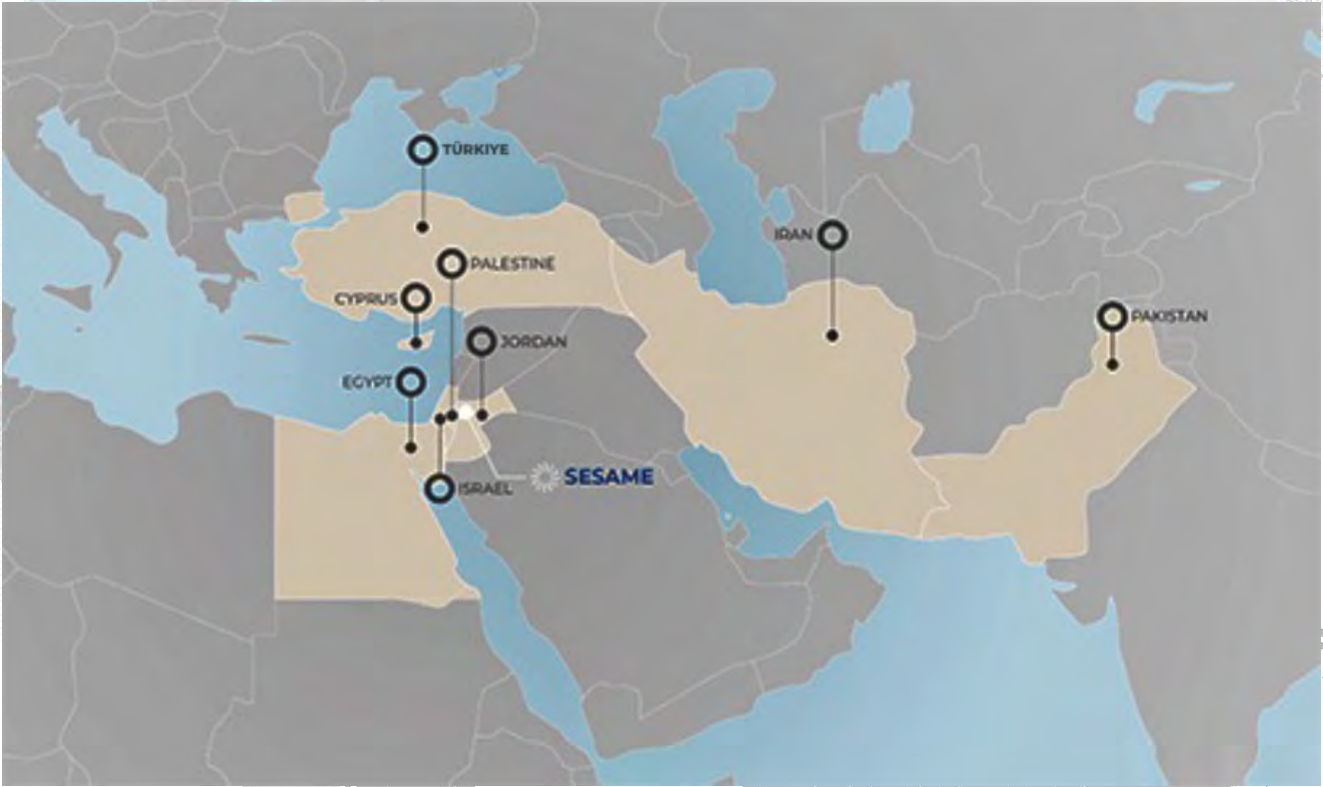 TÜRKIYE
IRAN
PALESTINE
CYPRUS
PAKISTAN
JORDAN
EGYPT
SESAME
ISRAEL